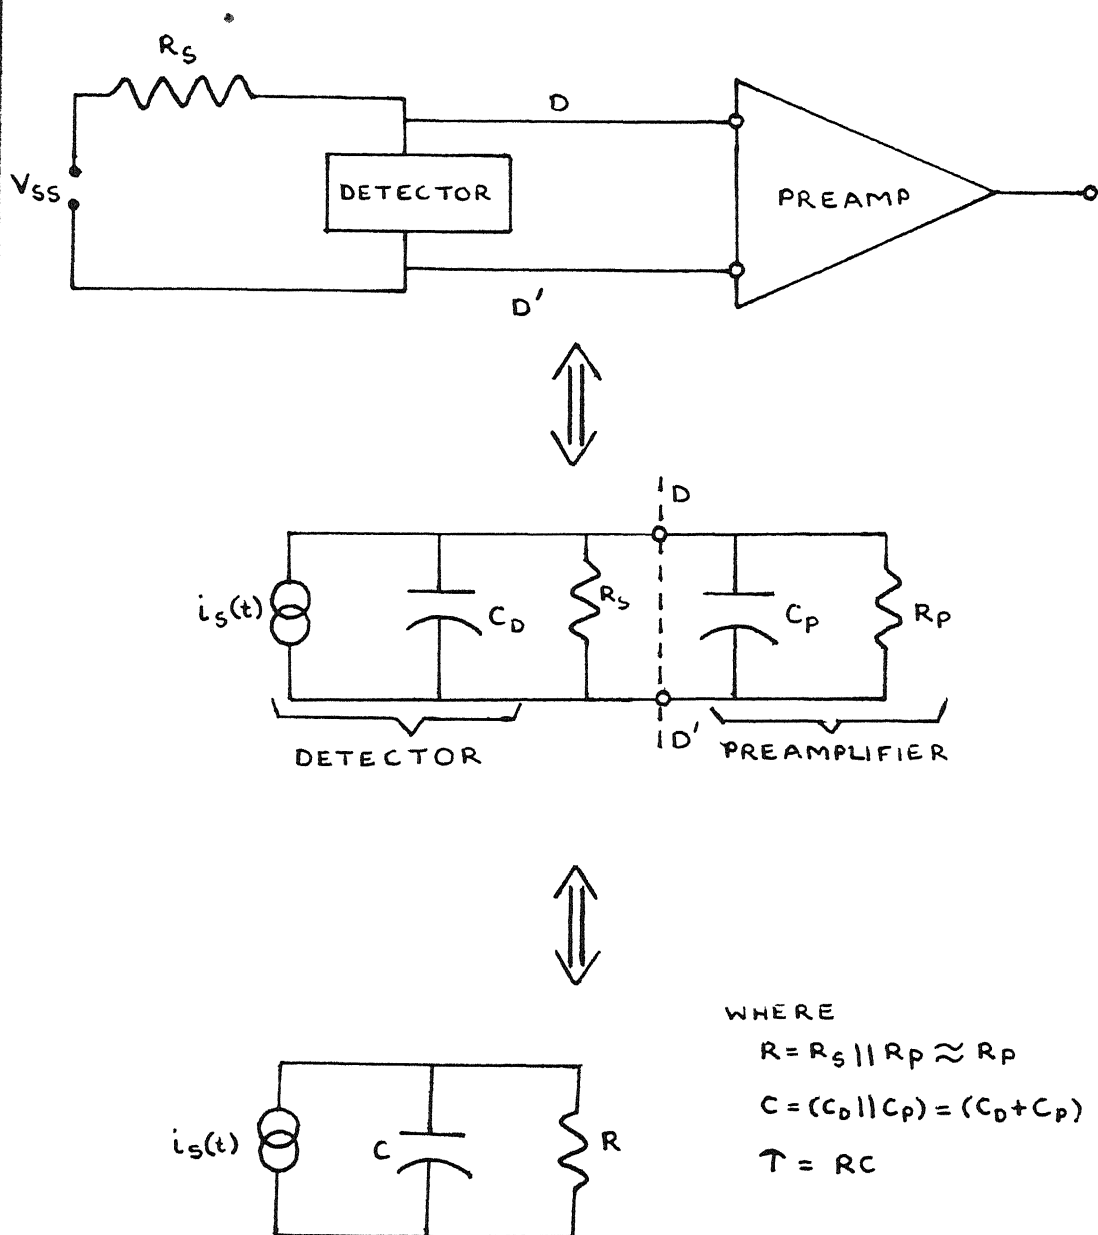 RS
D
VSS
DETECTOR
PREAMP
D'
D
is(t)
CD
RS
CP
RP
D'
DETECTOR
PREAMPLIFIER
WHERE
R = RS || RP ≈ RP
C = (CD || CP) = (CD + CP)
τ = RC
is(t)
C
R